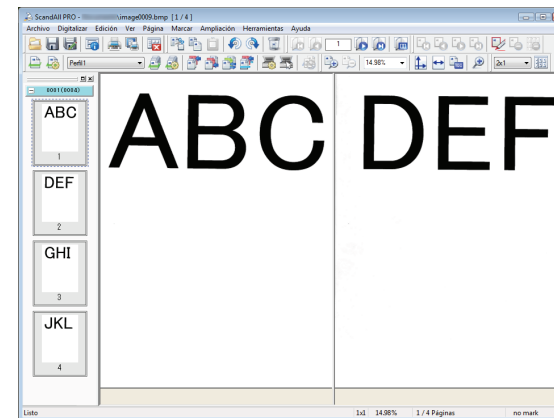 ScandAll PRO - \image0009.bmp [1 / 4]
Archivo Digitalizar Edición Ver Página Marcar Ampliación Herramientas Ayuda
1
Perfil1 14.98% 2x1
0001(0004)
ABC
1
DEF
2
GHI
3
JKL
4
ABC DEF
Listo 1x1 14.98% 1 / 4 Páginas no mark